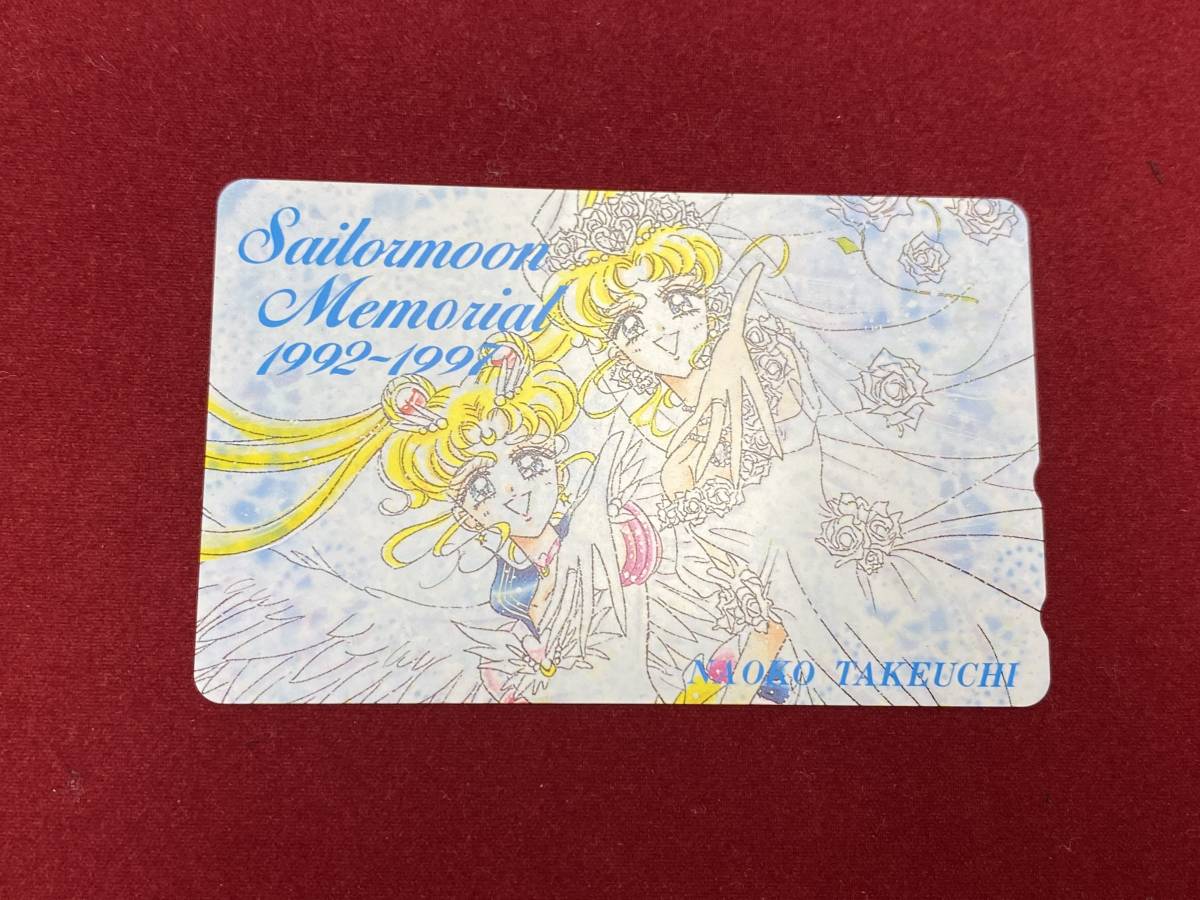 Sailormoon
Memorial
1992~1997
NAOKO TAKEUCHI